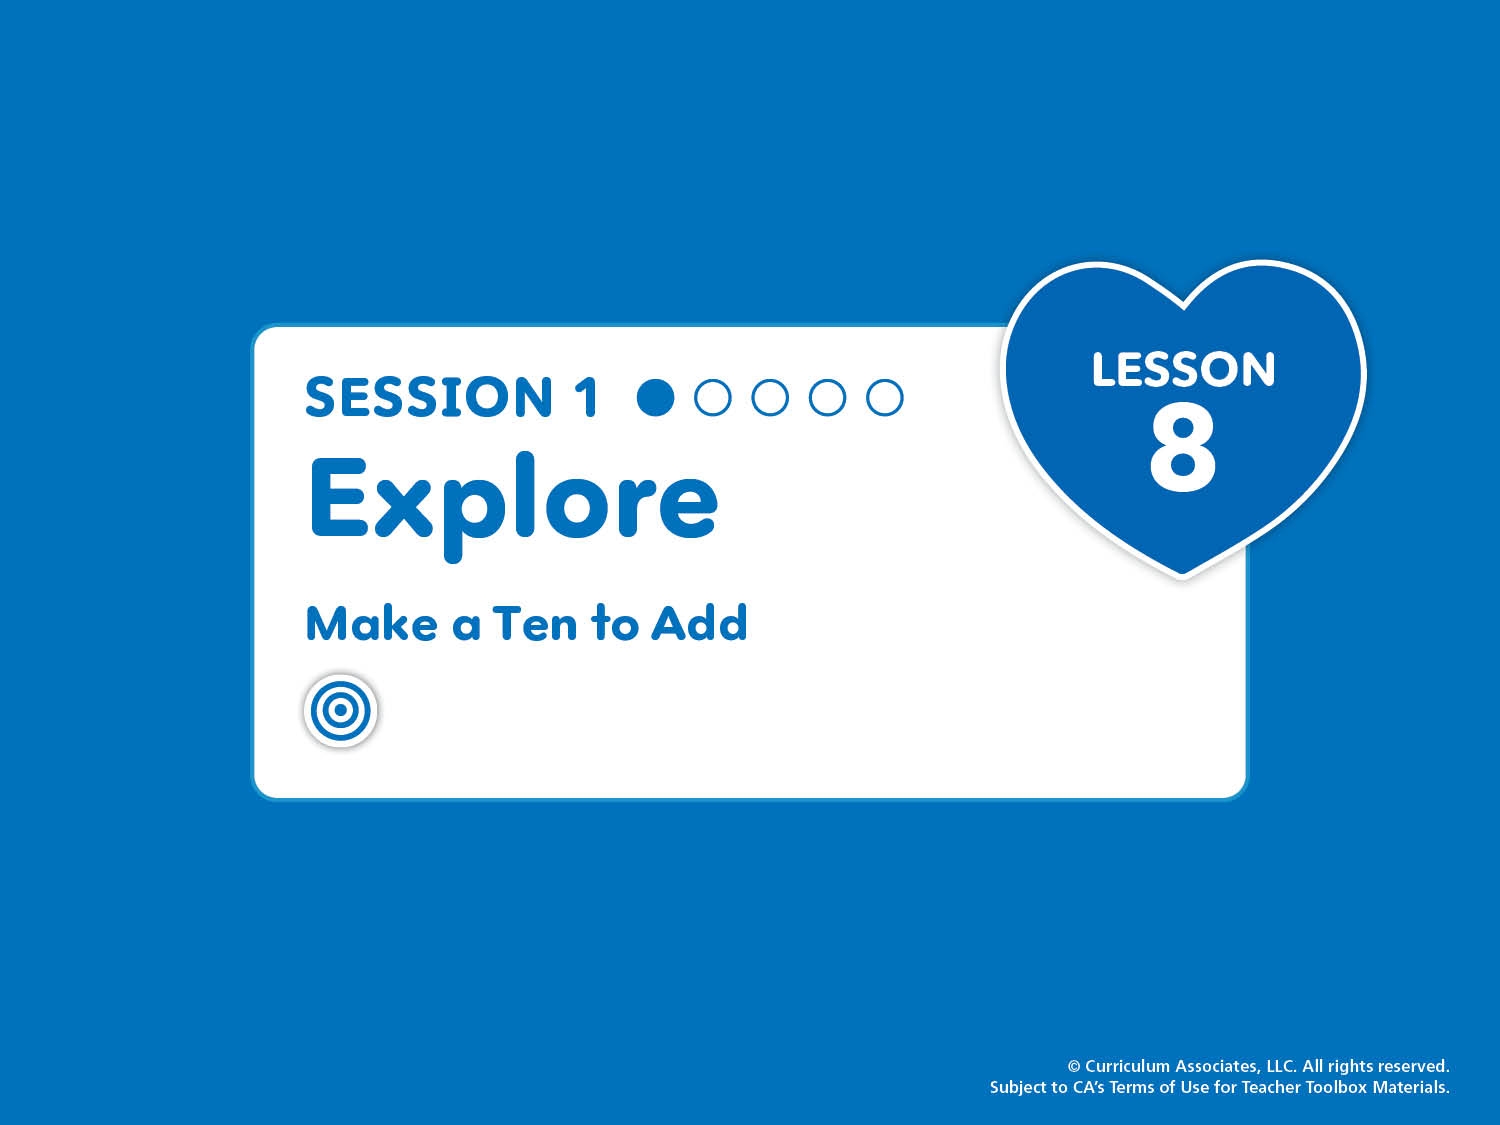 SESSION 1
Explore
Make a Ten to Add
LESSON
8
© Curriculum Associates, LLC. All rights reserved.
Subject to CA’s Terms of Use for Teacher Toolbox Materials.